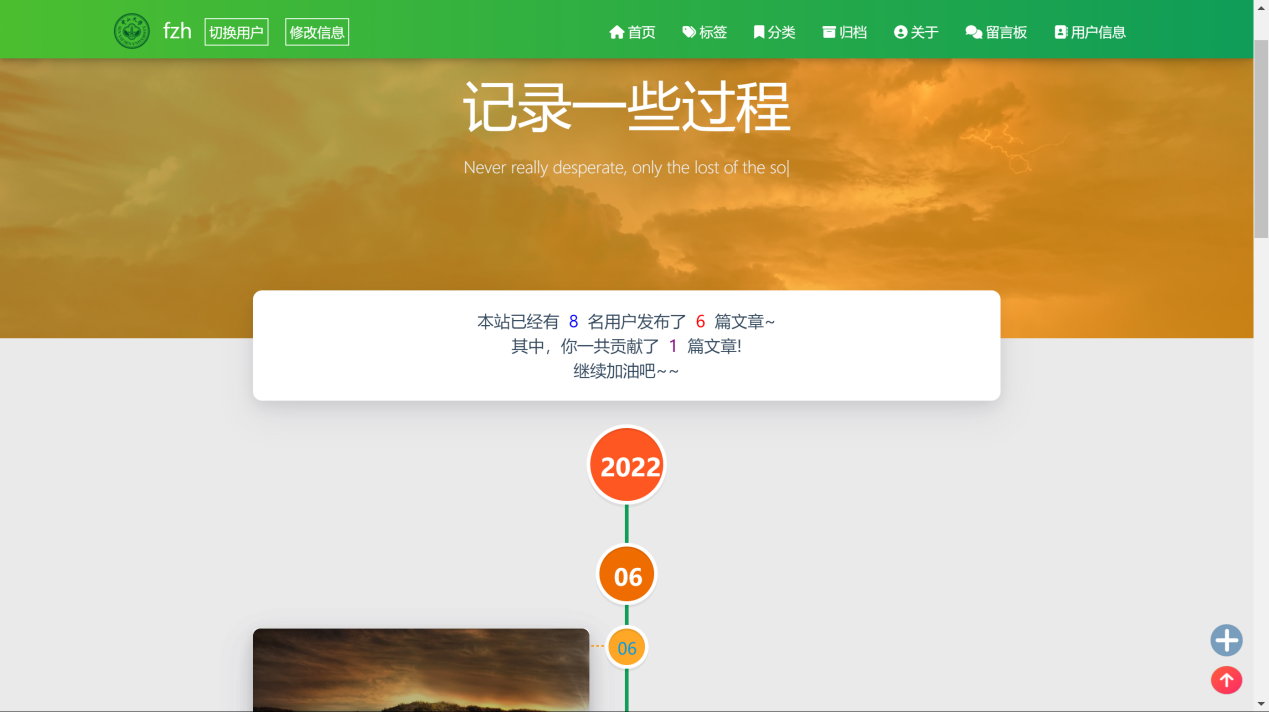 fzh 切换用户 修改信息 首页 标签 分类 归档 关于 留言板 用户信息
记录一些过程
Never really desperate, only the lost of the so|
本站已经有 8 名用户发布了 6 篇文章~
其中，你一共贡献了 1 篇文章!
继续加油吧~~
2022
06
06